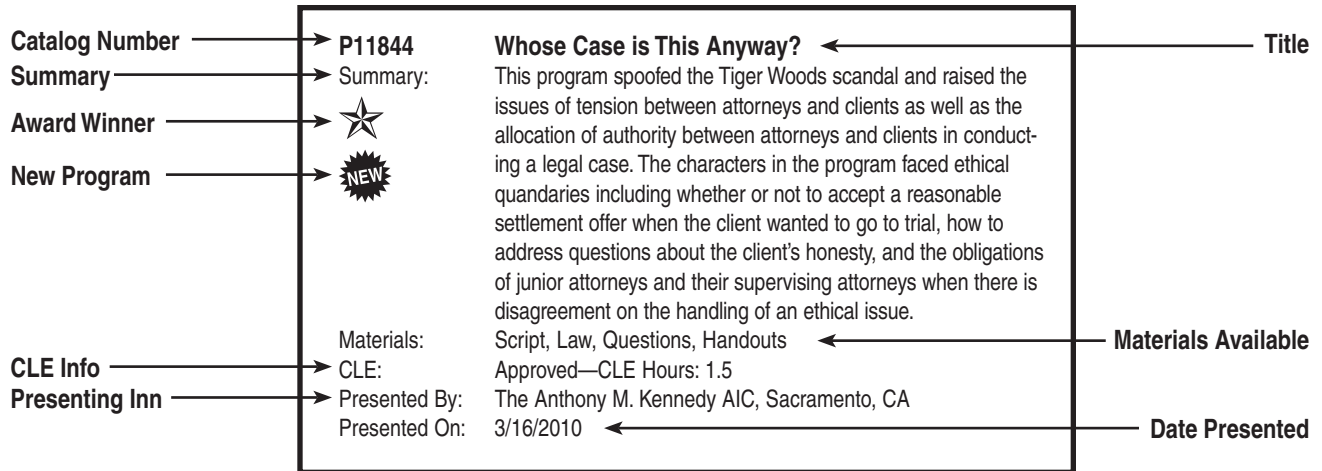 Catalog Number P11844 Whose Case is This Anyway? Title
Summary Summary: This program spoofed the Tiger Woods scandal and raised the
issues of tension between attorneys and clients as well as the
Award Winner allocation of authority between attorneys and clients in conduct-
ing a legal case. The characters in the program faced ethical
New Program NEW quandaries including whether or not to accept a reasonable
settlement offer when the client wanted to go to trial, how to
address questions about the client's honesty, and the obligations
of junior attorneys and their supervising attorneys when there is
disagreement on the handling of an ethical issue.
Materials: Script, Law, Questions, Handouts Materials Available
CLE Info CLE: Approved—CLE Hours: 1.5
Presenting Inn Presented By: The Anthony M. Kennedy AIC, Sacramento, CA
Presented On: 3/16/2010 Date Presented